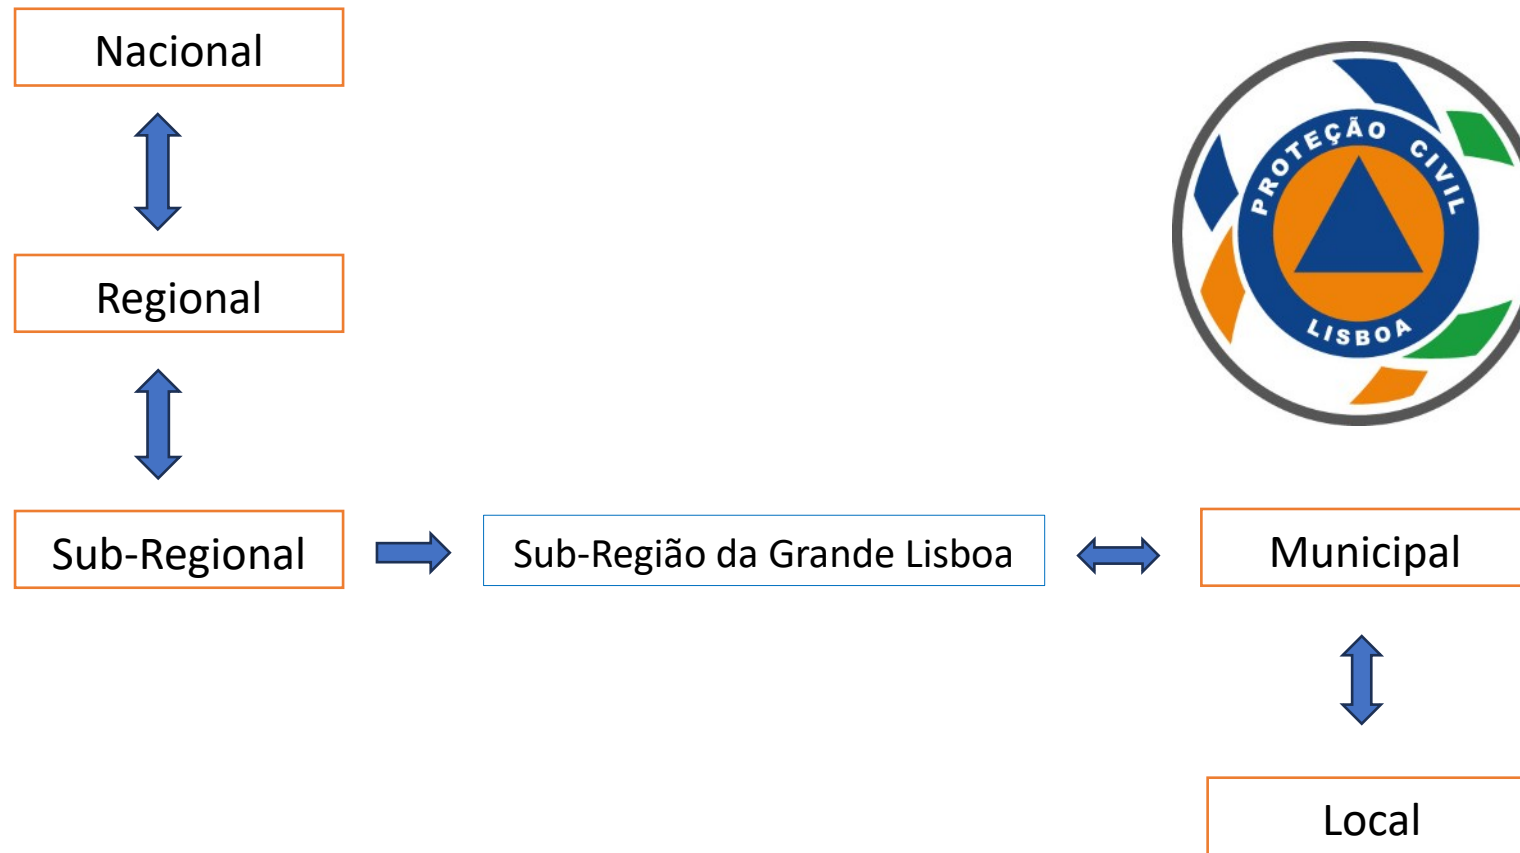 Nacional
PROTEÇÃO CIVIL
Regional
LISBOA
Sub-Regional
Sub-Região da Grande Lisboa
Municipal
Local